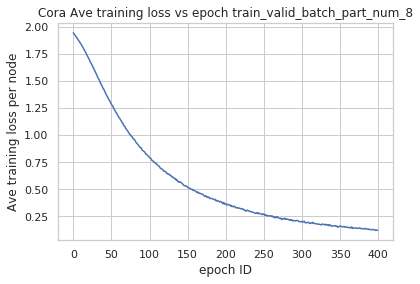 Cora Ave training loss vs epoch train_valid_batch_part_num_8
Ave training loss per node
2.00
1.75
1.50
1.25
1.00
0.75
0.50
0.25
0 50 100 150 200 250 300 350 400
epoch ID